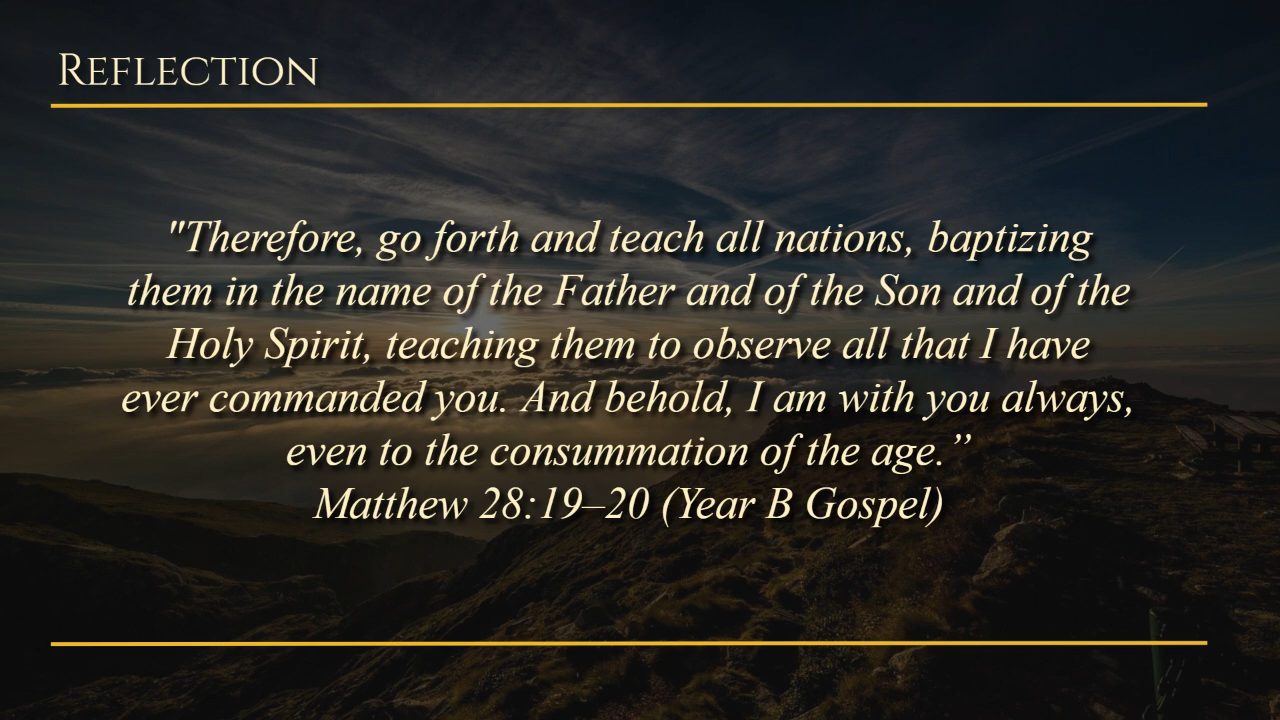 Reflection
"Therefore, go forth and teach all nations, baptizing
them in the name of the Father and of the Son and of the
Holy Spirit, teaching them to observe all that I have
ever commanded you. And behold, I am with you always,
even to the consummation of the age.”
Matthew 28:19–20 (Year B Gospel)